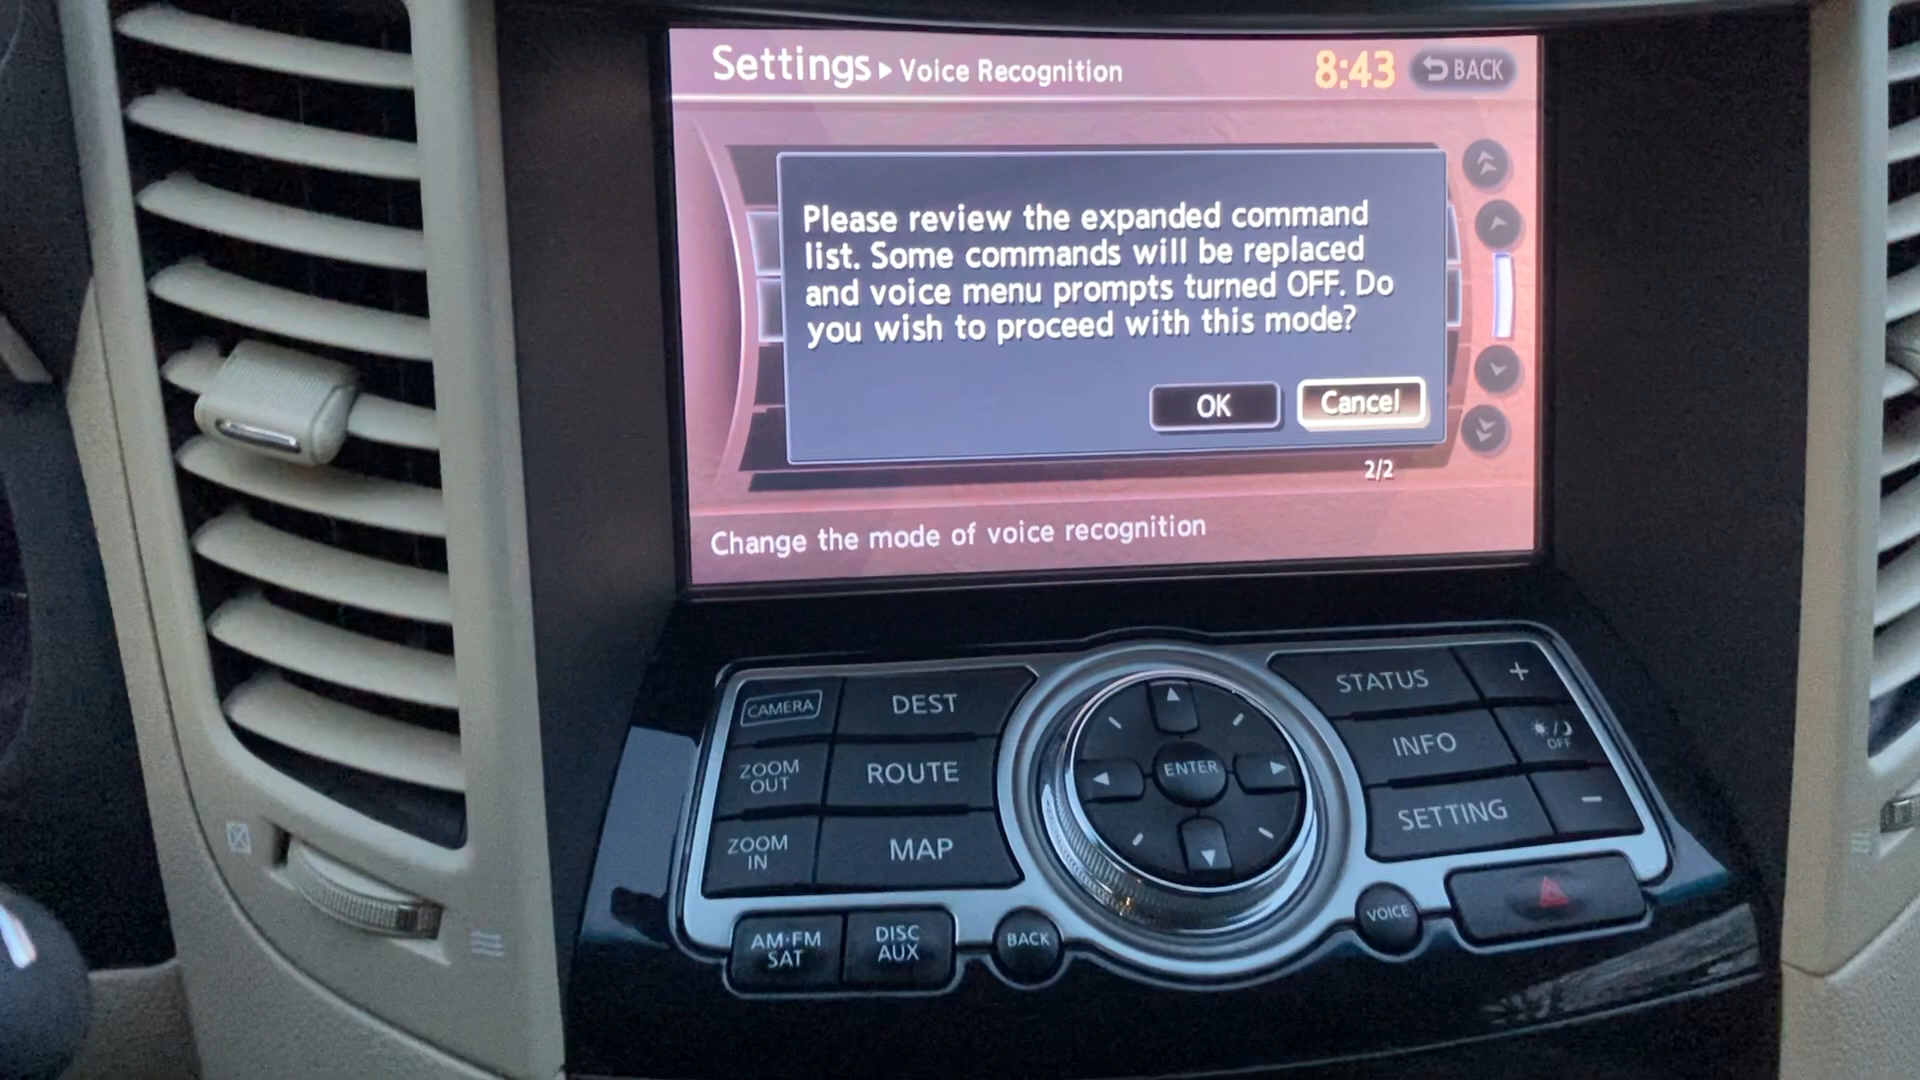 Settings ▸ Voice Recognition 8:43 BACK
Please review the expanded command
list. Some commands will be replaced
and voice menu prompts turned OFF. Do
you wish to proceed with this mode?
OK Cancel
2/2
Change the mode of voice recognition
CAMERA DEST STATUS +
ZOOM OUT ROUTE ENTER INFO OFF
ZOOM IN MAP SETTING -
AM·FM SAT DISC AUX BACK VOICE